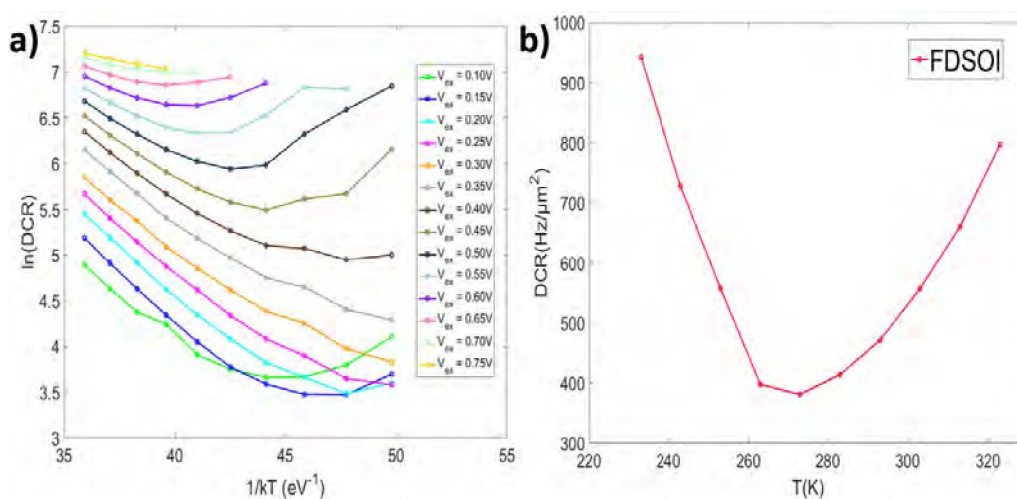 a)
7.5
7
6.5
6
5.5
5
4.5
4
3.5
3
ln(DCR)
35
40
45
50
55
1/kT (eV⁻¹)
Vex = 0.10V
Vex = 0.15V
Vex = 0.20V
Vex = 0.25V
Vex = 0.30V
Vex = 0.35V
Vex = 0.40V
Vex = 0.45V
Vex = 0.50V
Vex = 0.55V
Vex = 0.60V
Vex = 0.65V
Vex = 0.70V
Vex = 0.75V
b)
1000
900
800
700
600
500
400
300
DCR(Hz/μm²)
220
240
260
280
300
320
T(K)
FDSOI